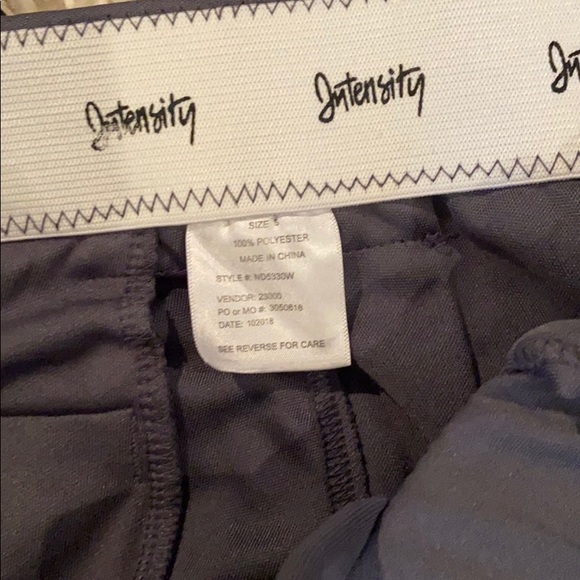 Intensity Intensity
SIZE S
100% POLYESTER
MADE IN CHINA
STYLE #: ND5330W
VENDOR: 23000
PO or MO #: 3050618
DATE: 102018
SEE REVERSE FOR CARE